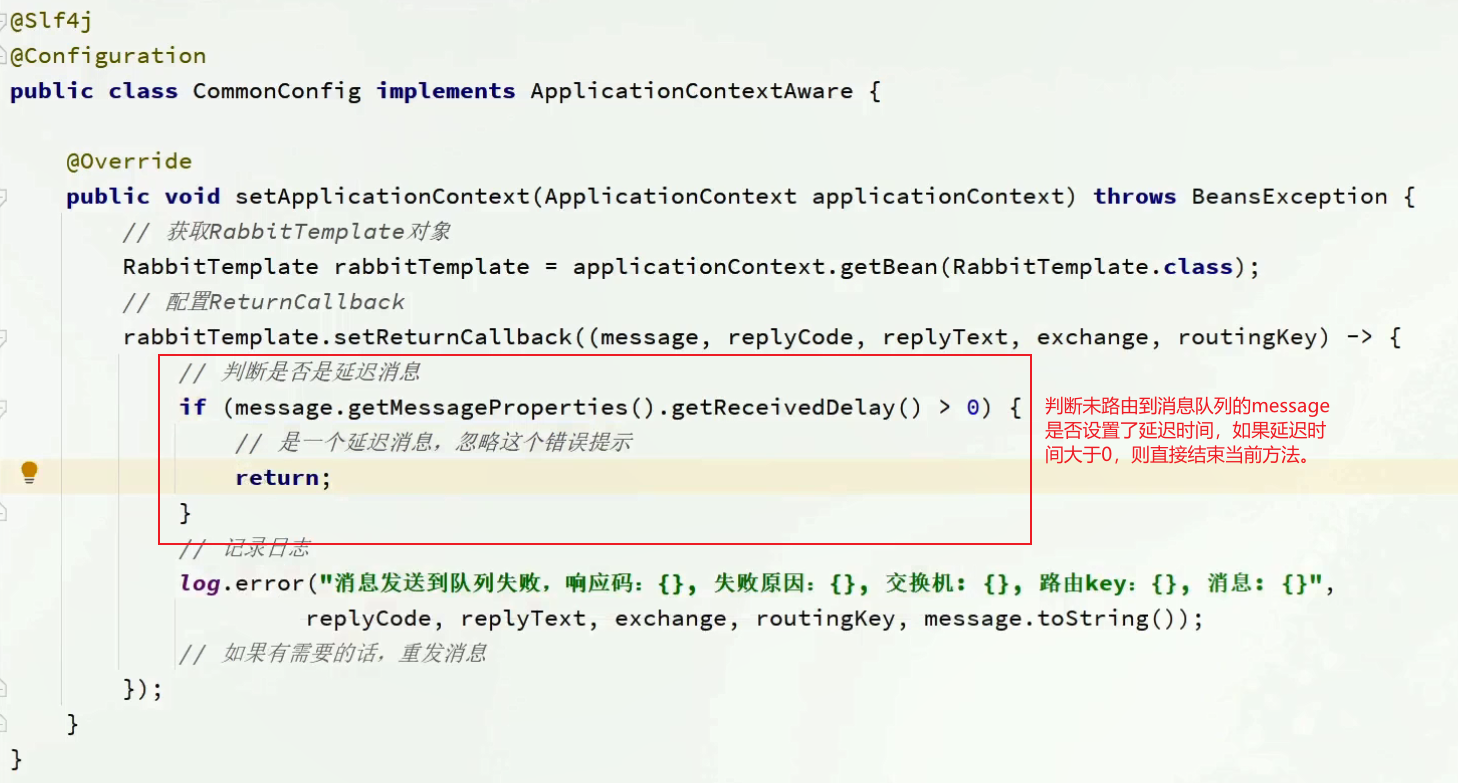 @Slf4j
@Configuration
public class CommonConfig implements ApplicationContextAware {
@Override
public void setApplicationContext(ApplicationContext applicationContext) throws BeansException {
// 获取RabbitTemplate对象
RabbitTemplate rabbitTemplate = applicationContext.getBean(RabbitTemplate.class);
// 配置ReturnCallback
rabbitTemplate.setReturnCallback((message, replyCode, replyText, exchange, routingKey) -> {
// 判断是否是延迟消息
if (message.getMessageProperties().getReceivedDelay() > 0) {
// 是一个延迟消息，忽略这个错误提示
return;
}
判断未路由到消息队列的message
是否设置了延迟时间，如果延迟时
间大于0，则直接结束当前方法。
// 记录日志
log.error("消息发送到队列失败，响应码：{}, 失败原因：{}, 交换机: {}, 路由key：{}, 消息: {}",
replyCode, replyText, exchange, routingKey, message.toString());
// 如果有需要的话，重发消息
});
}
}